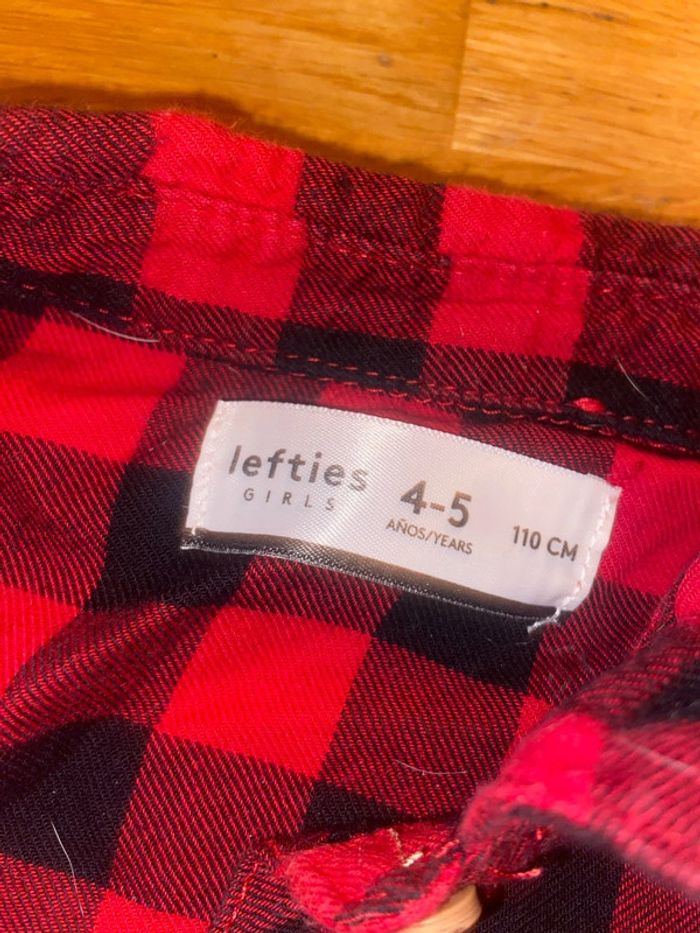 lefties
GIRLS
4-5
AÑOS/YEARS
110 CM